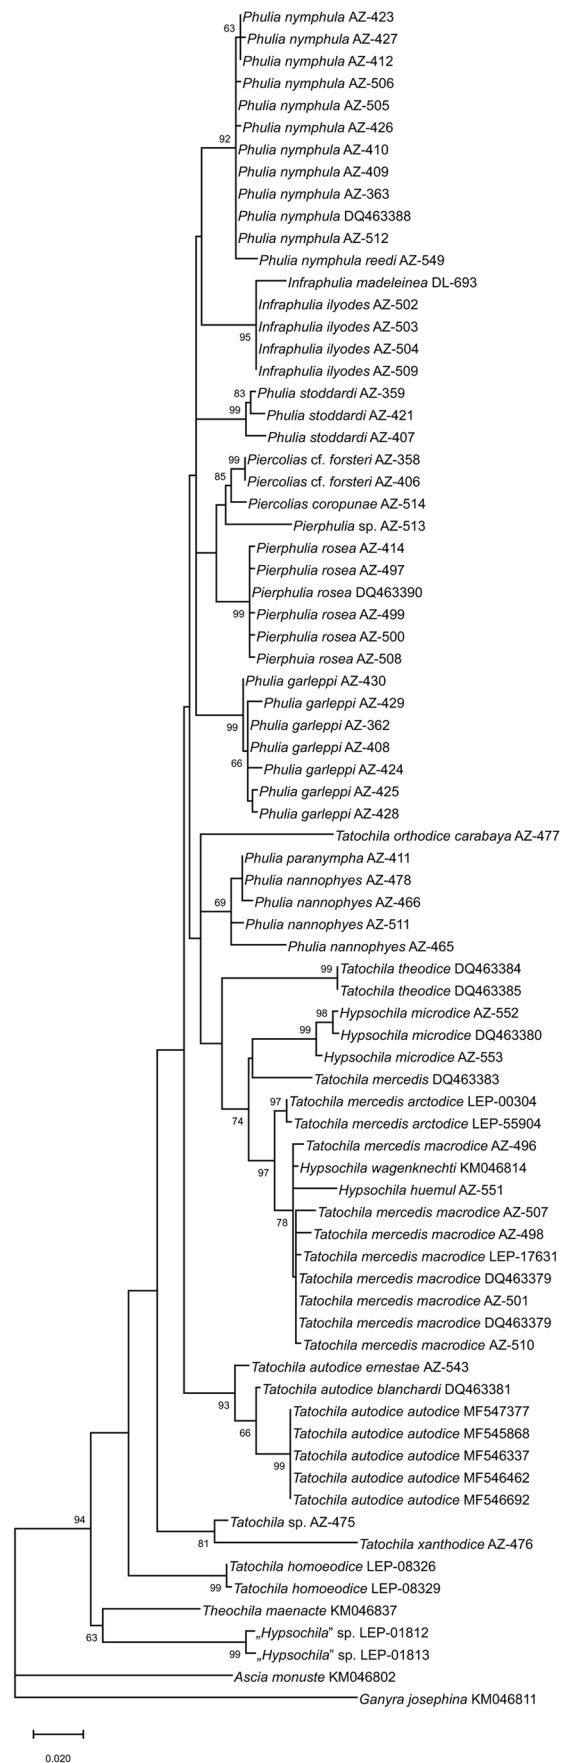 63
Phulia nymphula AZ-423
Phulia nymphula AZ-427
Phulia nymphula AZ-412
Phulia nymphula AZ-506
Phulia nymphula AZ-505
Phulia nymphula AZ-426
92
Phulia nymphula AZ-410
Phulia nymphula AZ-409
Phulia nymphula AZ-363
Phulia nymphula DQ463388
Phulia nymphula AZ-512
Phulia nymphula reedi AZ-549
Infraphulia madeleinea DL-693
Infraphulia ilyodes AZ-502
Infraphulia ilyodes AZ-503
95
Infraphulia ilyodes AZ-504
Infraphulia ilyodes AZ-509
83
Phulia stoddardi AZ-359
99
Phulia stoddardi AZ-421
Phulia stoddardi AZ-407
99
Piercolias cf. forsteri AZ-358
85
Piercolias cf. forsteri AZ-406
Piercolias coropunae AZ-514
Pierphulia sp. AZ-513
Pierphulia rosea AZ-414
Pierphulia rosea AZ-497
Pierphulia rosea DQ463390
99
Pierphulia rosea AZ-499
Pierphulia rosea AZ-500
Pierphuia rosea AZ-508
Phulia garleppi AZ-430
Phulia garleppi AZ-429
99
Phulia garleppi AZ-362
Phulia garleppi AZ-408
66
Phulia garleppi AZ-424
Phulia garleppi AZ-425
Phulia garleppi AZ-428
Tatochila orthodice carabaya AZ-477
Phulia paranympha AZ-411
Phulia nannophyes AZ-478
69
Phulia nannophyes AZ-466
Phulia nannophyes AZ-511
Phulia nannophyes AZ-465
99
Tatochila theodice DQ463384
Tatochila theodice DQ463385
98
Hypsochila microdice AZ-552
99
Hypsochila microdice DQ463380
Hypsochila microdice AZ-553
Tatochila mercedis DQ463383
97
Tatochila mercedis arctodice LEP-00304
74
Tatochila mercedis arctodice LEP-55904
Tatochila mercedis macrodice AZ-496
97
Hypsochila wagenknechti KM046814
Hypsochila huemul AZ-551
78
Tatochila mercedis macrodice AZ-507
Tatochila mercedis macrodice AZ-498
Tatochila mercedis macrodice LEP-17631
Tatochila mercedis macrodice DQ463379
Tatochila mercedis macrodice AZ-501
Tatochila mercedis macrodice DQ463379
Tatochila mercedis macrodice AZ-510
Tatochila autodice ernestae AZ-543
93
Tatochila autodice blanchardi DQ463381
66
Tatochila autodice autodice MF547377
Tatochila autodice autodice MF545868
99
Tatochila autodice autodice MF546337
Tatochila autodice autodice MF546462
Tatochila autodice autodice MF546692
94
Tatochila sp. AZ-475
81
Tatochila xanthodice AZ-476
Tatochila homoeodice LEP-08326
99
Tatochila homoeodice LEP-08329
Theochila maenacte KM046837
63
„Hypsochila” sp. LEP-01812
99
„Hypsochila” sp. LEP-01813
Ascia monuste KM046802
Ganyra josephina KM046811
0.020